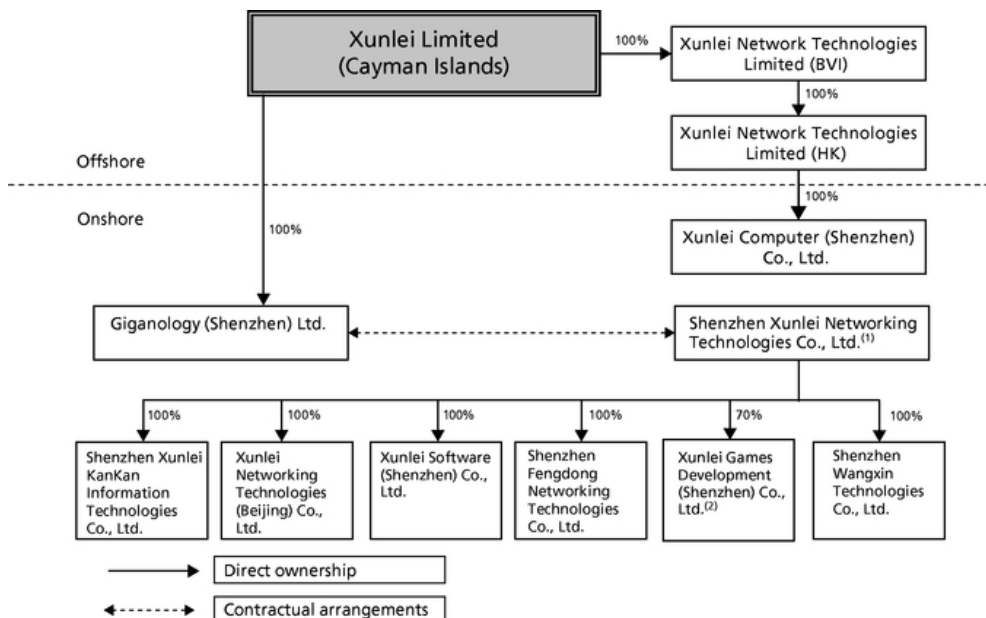 Xunlei Limited
(Cayman Islands)
100%
Xunlei Network Technologies
Limited (BVI)
100%
Xunlei Network Technologies
Limited (HK)
Offshore
100%
Onshore
100%
Xunlei Computer (Shenzhen)
Co., Ltd.
Giganology (Shenzhen) Ltd.
Shenzhen Xunlei Networking
Technologies Co., Ltd.(1)
100%
100%
100%
100%
70%
100%
Shenzhen Xunlei
KanKan
Information
Technologies
Co., Ltd.
Xunlei
Networking
Technologies
(Beijing) Co.,
Ltd.
Xunlei Software
(Shenzhen) Co.,
Ltd.
Shenzhen
Fengdong
Networking
Technologies
Co., Ltd.
Xunlei Games
Development
(Shenzhen) Co.,
Ltd.(2)
Shenzhen
Wangxin
Technologies
Co., Ltd.
Direct ownership
Contractual arrangements